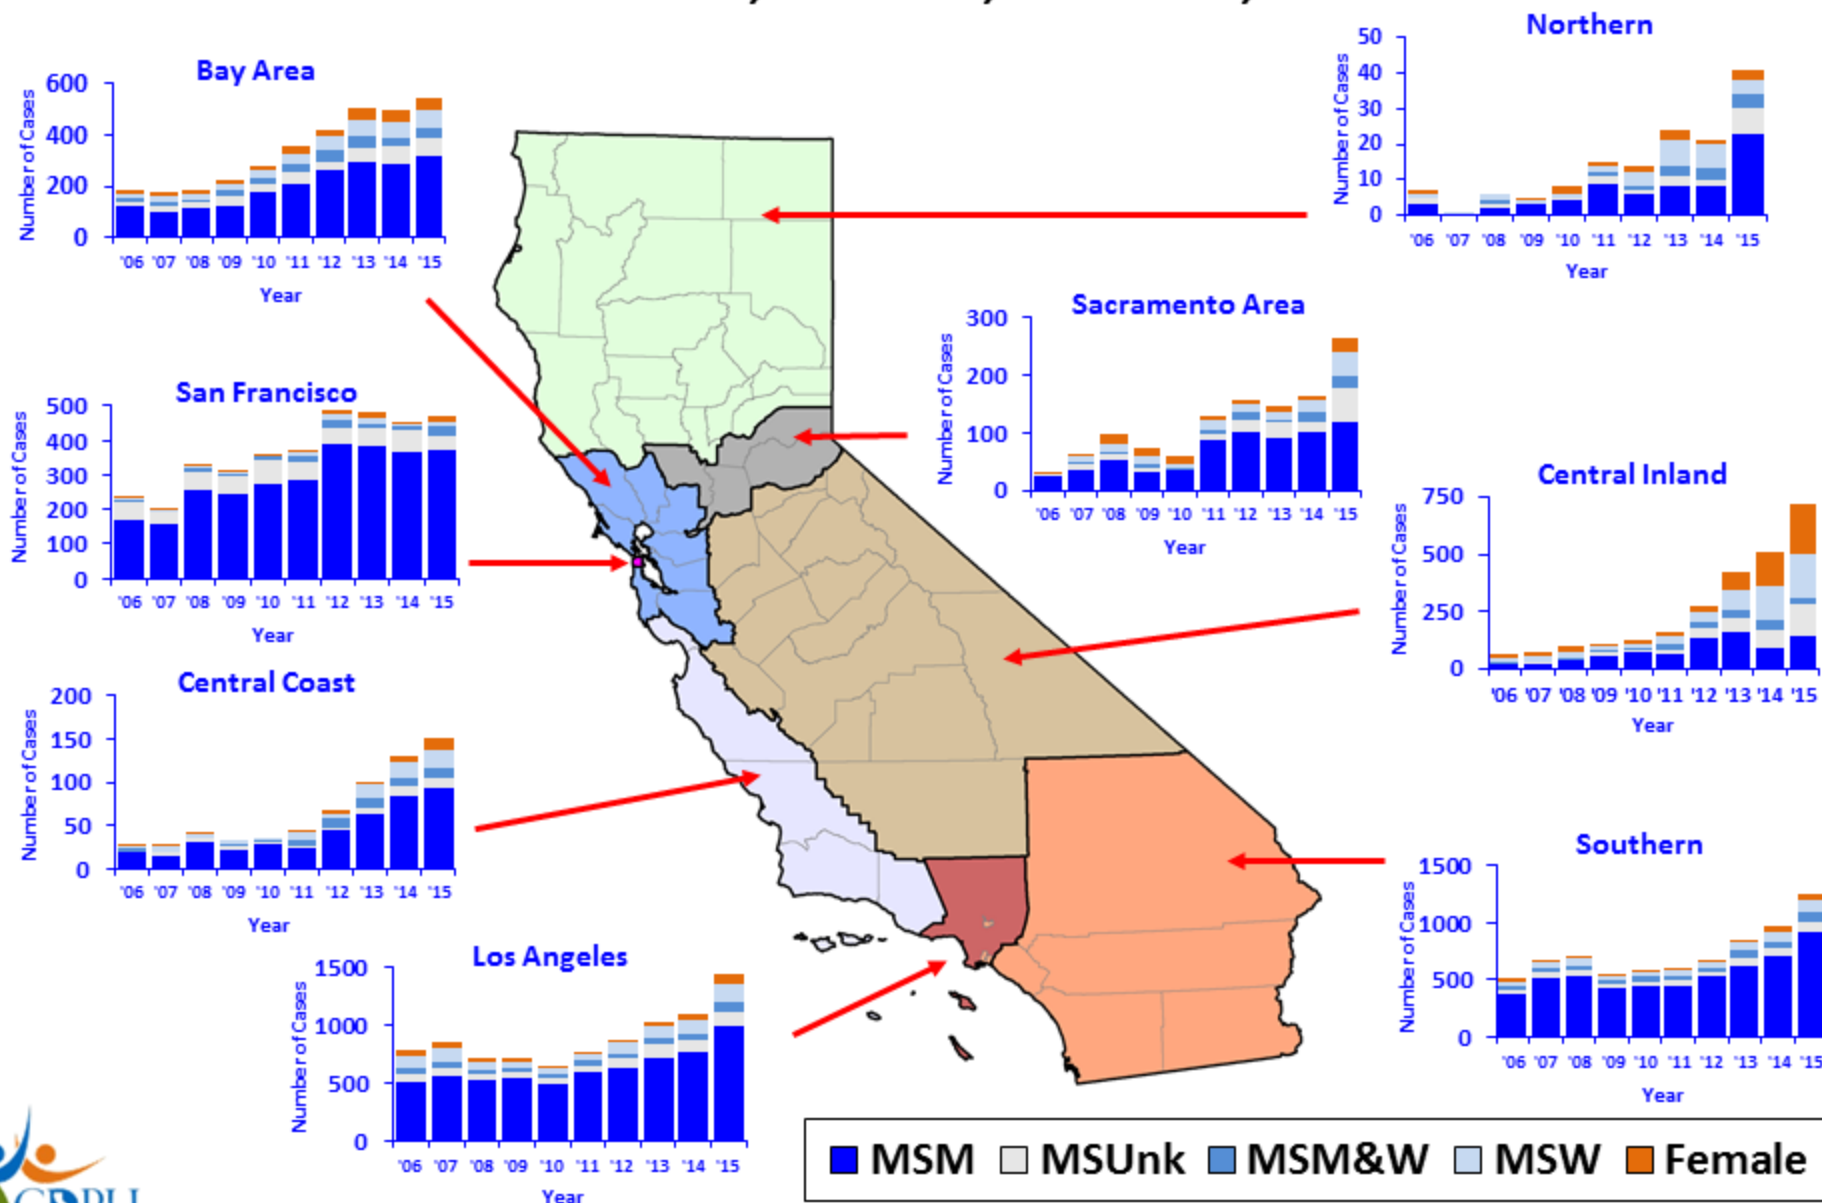 Bay Area
Number of Cases
600
400
200
0
'06 '07 '08 '09 '10 '11 '12 '13 '14 '15
Year
Northern
Number of Cases
50
40
30
20
10
0
'06 '07 '08 '09 '10 '11 '12 '13 '14 '15
Year
San Francisco
Number of Cases
500
400
300
200
100
0
'06 '07 '08 '09 '10 '11 '12 '13 '14 '15
Year
Sacramento Area
Number of Cases
300
200
100
0
'06 '07 '08 '09 '10 '11 '12 '13 '14 '15
Year
Central Inland
Number of Cases
750
500
250
0
'06 '07 '08 '09 '10 '11 '12 '13 '14 '15
Year
Central Coast
Number of Cases
200
150
100
50
0
'06 '07 '08 '09 '10 '11 '12 '13 '14 '15
Year
Southern
Number of Cases
1500
1000
500
0
'06 '07 '08 '09 '10 '11 '12 '13 '14 '15
Year
Los Angeles
Number of Cases
1500
1000
500
0
'06 '07 '08 '09 '10 '11 '12 '13 '14 '15
Year
MSM MSUnk MSM&W MSW Female